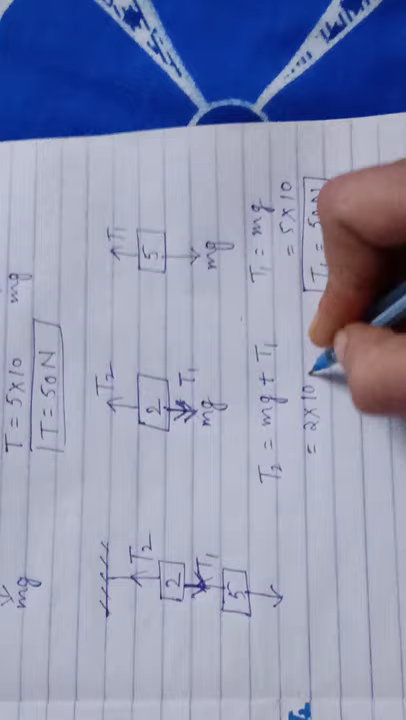 mg
T = 5×10
mg
T = 50N
T2
2
T1
5
T2
2
T1
mg
T1
5
mg
T2 = mg + T1
= 2×10
T1 = mg
= 5×10
T1 = 50N